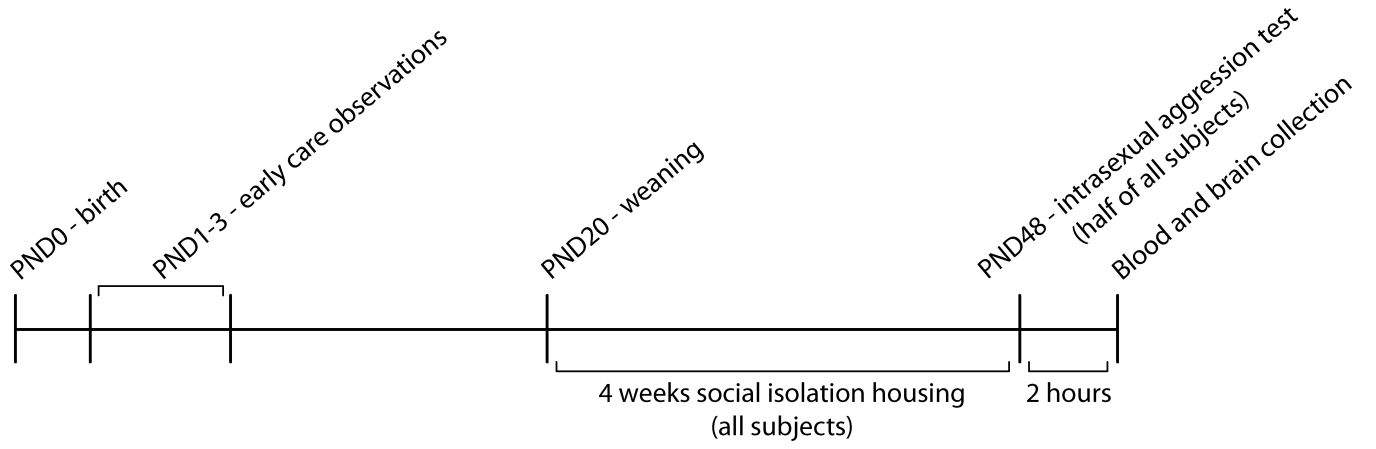 PND0 - birth
PND1-3 - early care observations
PND20 - weaning
PND48 - intrasexual aggression test
(half of all subjects)
Blood and brain collection
4 weeks social isolation housing
(all subjects)
2 hours